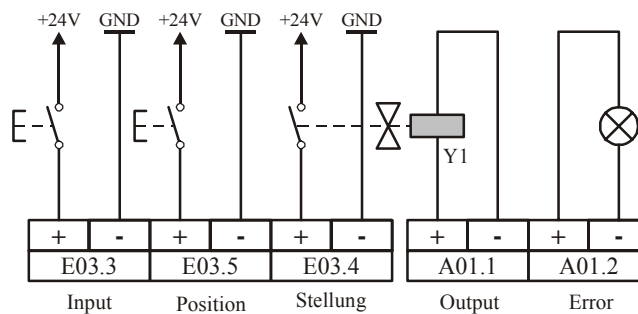 +24V GND +24V GND +24V GND
Y1
+ - + - + - + - + -
E03.3 E03.5 E03.4 A01.1 A01.2
Input Position Stellung Output Error